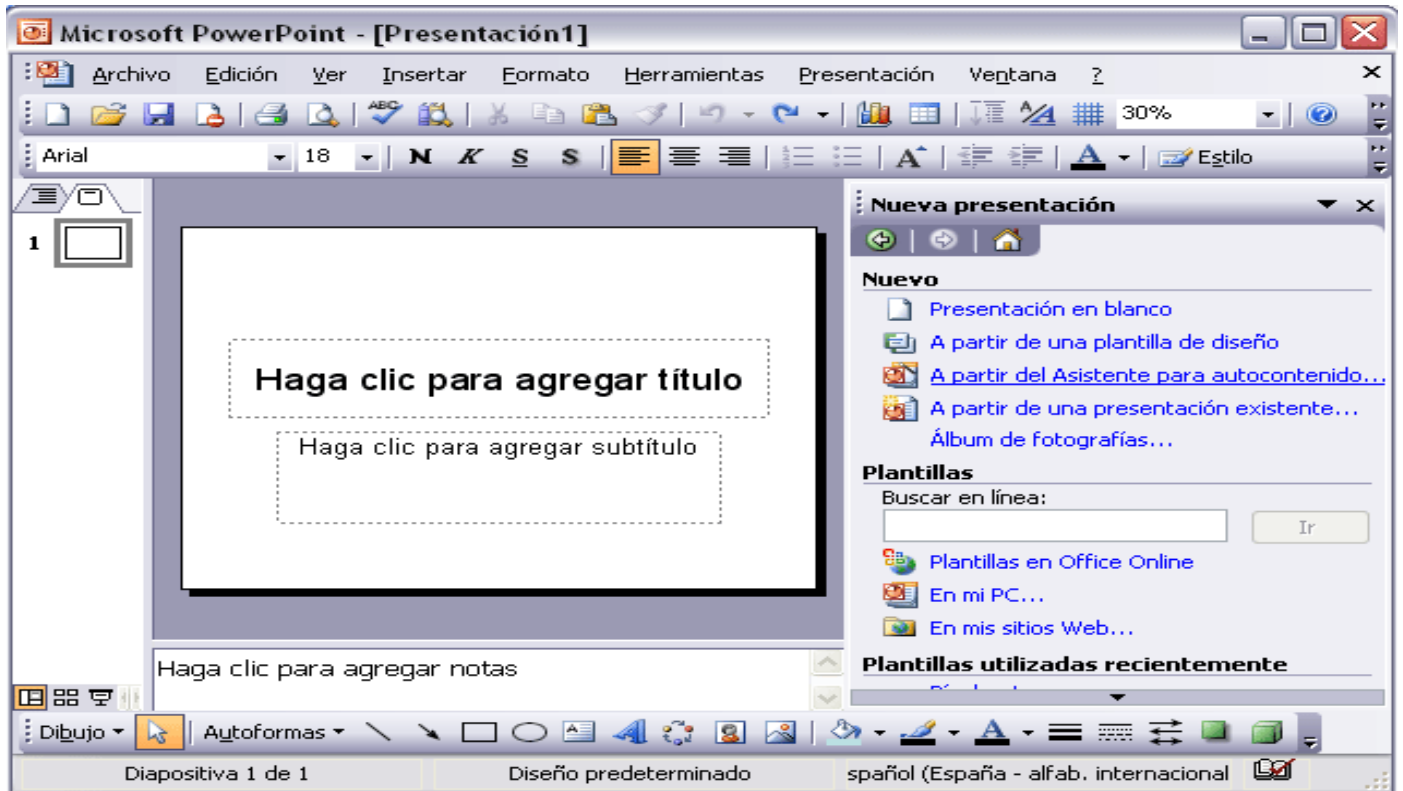 Microsoft PowerPoint - [Presentación1]
Archivo Edición Ver Insertar Formato Herramientas Presentación Ventana ?
ABC 30%
Arial 18 N K S S A A Estilo
Nueva presentación
1
Haga clic para agregar título
Haga clic para agregar subtítulo
Haga clic para agregar notas
Nuevo
Presentación en blanco
A partir de una plantilla de diseño
A partir del Asistente para autocontenido...
A partir de una presentación existente...
Álbum de fotografías...
Plantillas
Buscar en línea:
Ir
Plantillas en Office Online
En mi PC...
En mis sitios Web...
Plantillas utilizadas recientemente
Dibujo Autoformas A
Diapositiva 1 de 1 Diseño predeterminado spañol (España - alfab. internacional